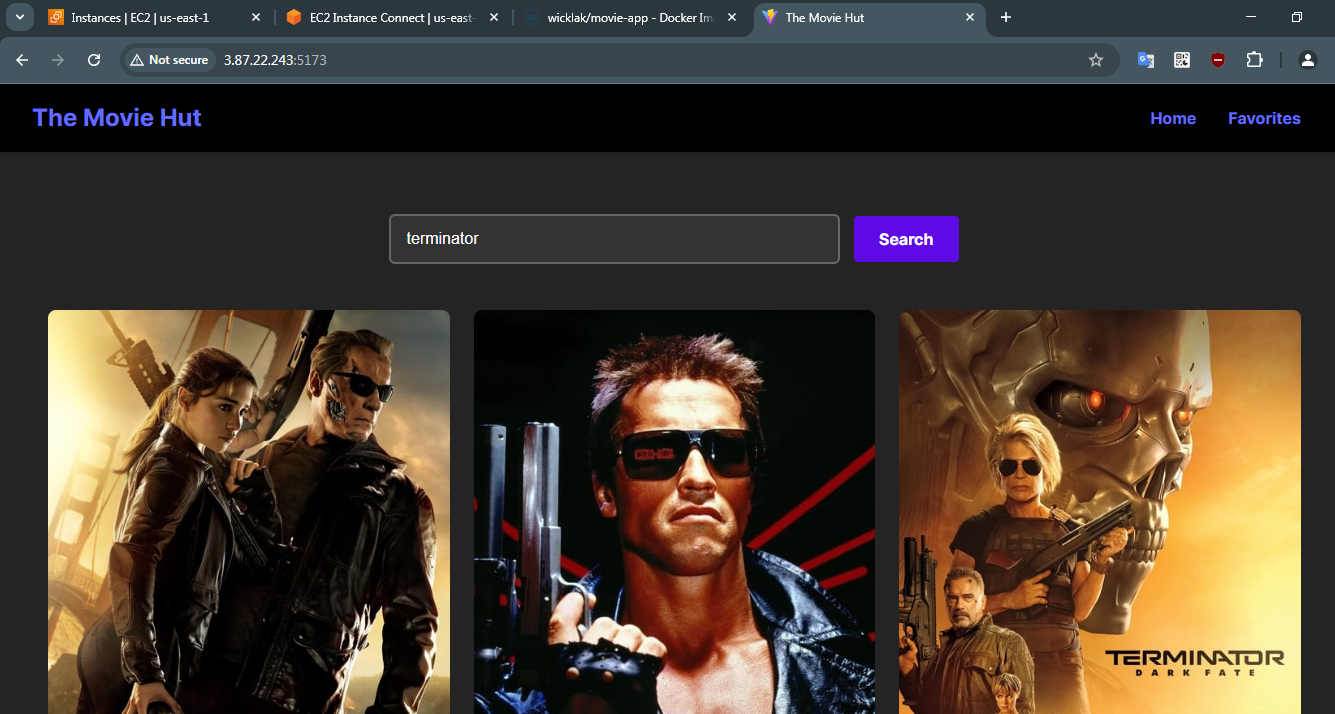 Instances | EC2 | us-east-1
EC2 Instance Connect | us-east-
wicklak/movie-app - Docker Im
The Movie Hut
Not secure
3.87.22.243:5173
The Movie Hut
Home
Favorites
terminator
Search
TERMINATOR
DARK FATE